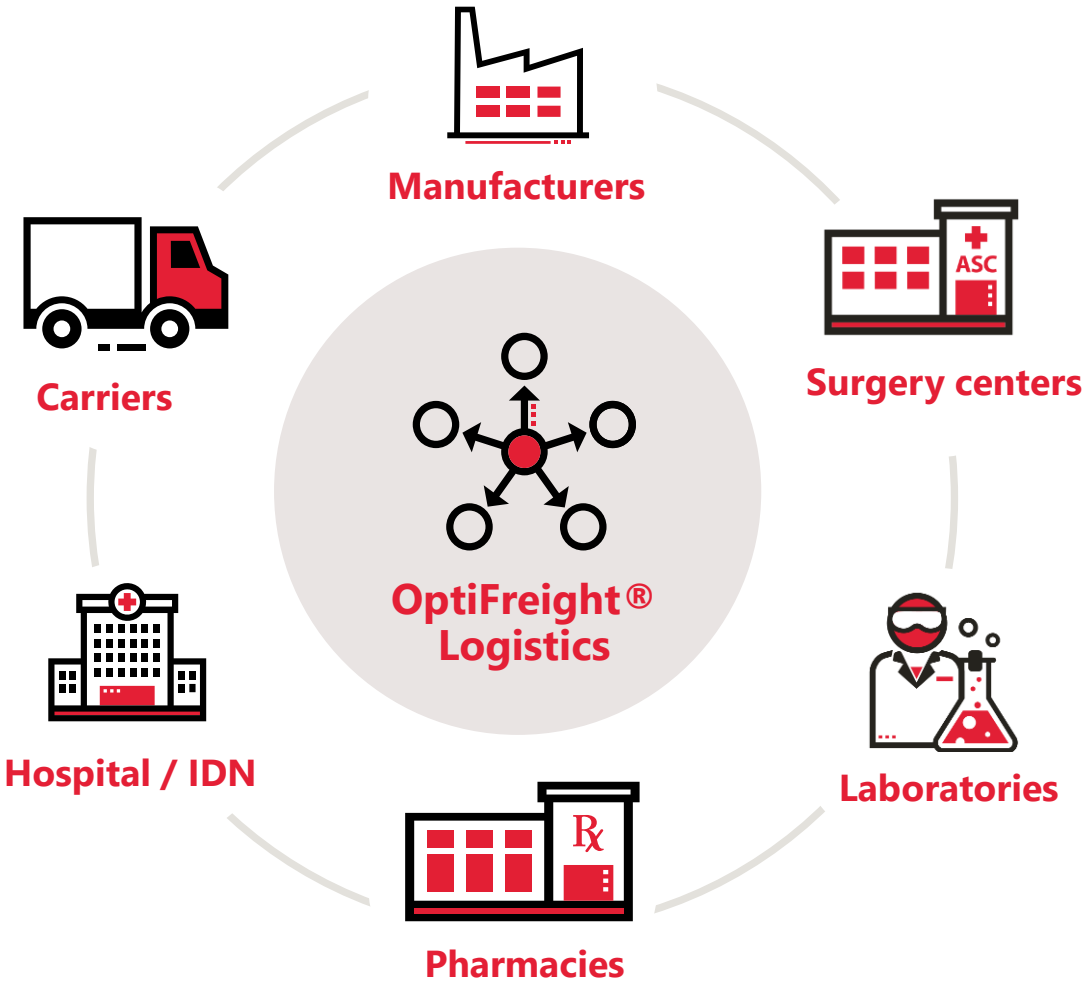 Manufacturers
ASC
Surgery centers
Carriers
OptiFreight®
Logistics
Hospital / IDN
Laboratories
Rx
Pharmacies